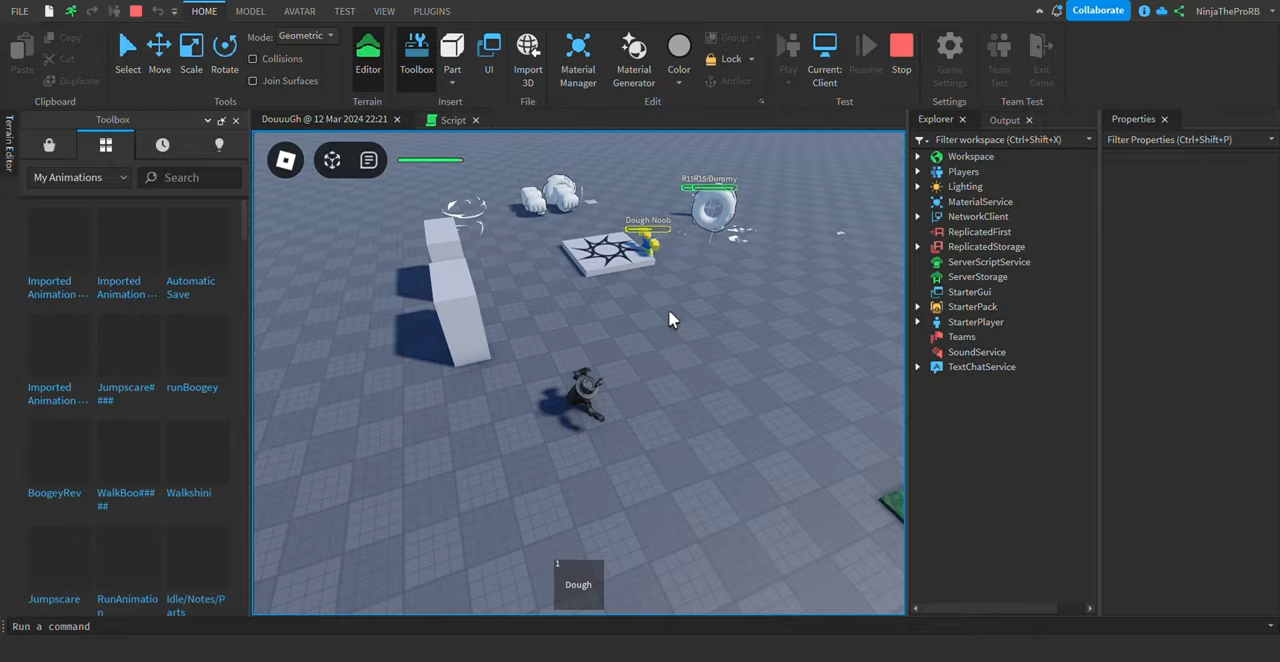 FILE HOME MODEL AVATAR TEST VIEW PLUGINS Collaborate NinjaTheProRB
Paste Copy Cut Duplicate Clipboard
Select Move Scale Rotate Tools
Mode: Geometric
Collisions
Join Surfaces
Editor Terrain
Toolbox Part UI Insert
Import 3D File
Material Manager Material Generator Color Edit
Group
Lock
Anchor
Play Current: Client Resume Stop Test
Game Settings Settings
Team Test Exit Game Team Test
Terrain Editor
Toolbox
My Animations Search
Imported Animation ... Imported Animation ... Automatic Save
Imported Animation ... Jumpscare# ### runBoogey
BoogeyRev WalkBoo### ## Walkshini
Jumpscare RunAnimatio n Idle/Notes/P arts
DouuuGh @ 12 Mar 2024 22:21 Script
Dough Noob
1
Dough
Explorer Output
Filter workspace (Ctrl+Shift+X)
Workspace
Players
Lighting
MaterialService
NetworkClient
ReplicatedFirst
ReplicatedStorage
ServerScriptService
ServerStorage
StarterGui
StarterPack
StarterPlayer
Teams
SoundService
TextChatService
Properties
Filter Properties (Ctrl+Shift+P)
Run a command